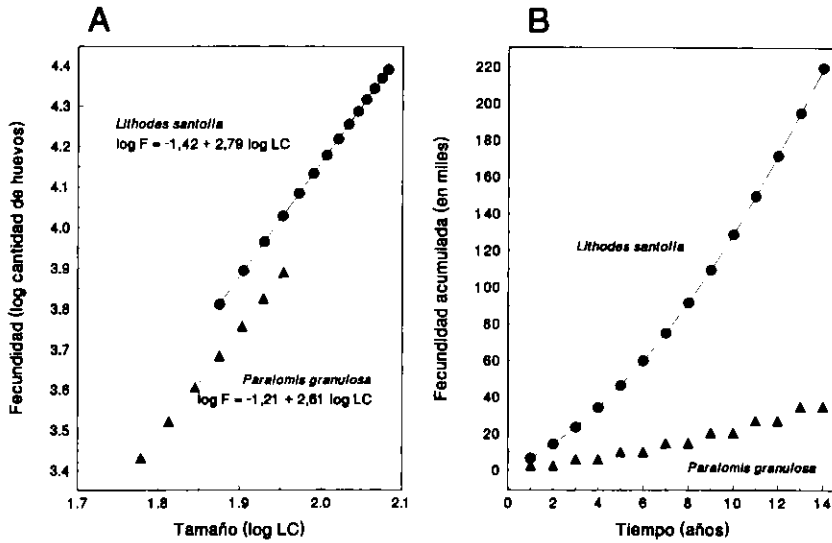 A
Fecundidad (log cantidad de huevos)
4.4
4.3
4.2
4.1
4.0
3.9
3.8
3.7
3.6
3.5
3.4
Lithodes santolla
log F = -1,42 + 2,79 log LC
Paralomis granulosa
log F = -1,21 + 2,61 log LC
1.7 1.8 1.9 2.0 2.1
Tamaño (log LC)
B
Fecundidad acumulada (en miles)
220
200
180
160
140
120
100
80
60
40
20
0
Lithodes santolla
Paralomis granulosa
0 2 4 6 8 10 12 14
Tiempo (años)